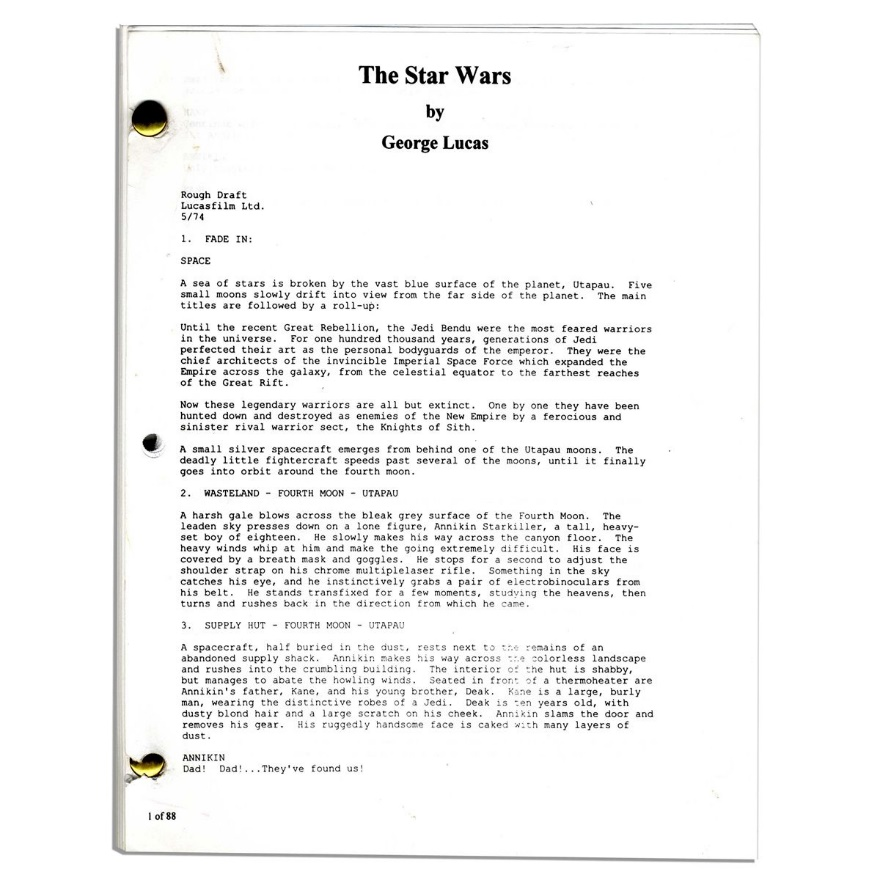 The Star Wars
by
George Lucas
Rough Draft
Lucasfilm Ltd.
5/74
1. FADE IN:
SPACE
A sea of stars is broken by the vast blue surface of the planet, Utapau. Five
small moons slowly drift into view from the far side of the planet. The main
titles are followed by a roll-up:
Until the recent Great Rebellion, the Jedi Bendu were the most feared warriors
in the universe. For one hundred thousand years, generations of Jedi
perfected their art as the personal bodyguards of the emperor. They were the
chief architects of the invincible Imperial Space Force which expanded the
Empire across the galaxy, from the celestial equator to the farthest reaches
of the Great Rift.
Now these legendary warriors are all but extinct. One by one they have been
hunted down and destroyed as enemies of the New Empire by a ferocious and
sinister rival warrior sect, the Knights of Sith.
A small silver spacecraft emerges from behind one of the Utapau moons. The
deadly little fightercraft speeds past several of the moons, until it finally
goes into orbit around the fourth moon.
2. WASTELAND - FOURTH MOON - UTAPAU
A harsh gale blows across the bleak grey surface of the Fourth Moon. The
leaden sky presses down on a lone figure, Annikin Starkiller, a tall, heavy-
set boy of eighteen. He slowly makes his way across the canyon floor. The
heavy winds whip at him and make the going extremely difficult. His face is
covered by a breath mask and goggles. He stops for a second to adjust the
shoulder strap on his chrome multiplelaser rifle. Something in the sky
catches his eye, and he instinctively grabs a pair of electrobinoculars from
his belt. He stands transfixed for a few moments, studying the heavens, then
turns and rushes back in the direction from which he came.
3. SUPPLY HUT - FOURTH MOON - UTAPAU
A spacecraft, half buried in the dust, rests next to the remains of an
abandoned supply shack. Annikin makes his way across the colorless landscape
and rushes into the crumbling building. The interior of the hut is shabby,
but manages to abate the howling winds. Seated in front of a thermoheater are
Annikin's father, Kane, and his young brother, Deak. Kane is a large, burly
man, wearing the distinctive robes of a Jedi. Deak is ten years old, with
dusty blond hair and a large scratch on his cheek. Annikin slams the door and
removes his gear. His ruggedly handsome face is caked with many layers of
dust.
ANNIKIN
Dad! Dad!...They've found us!
1 of 88